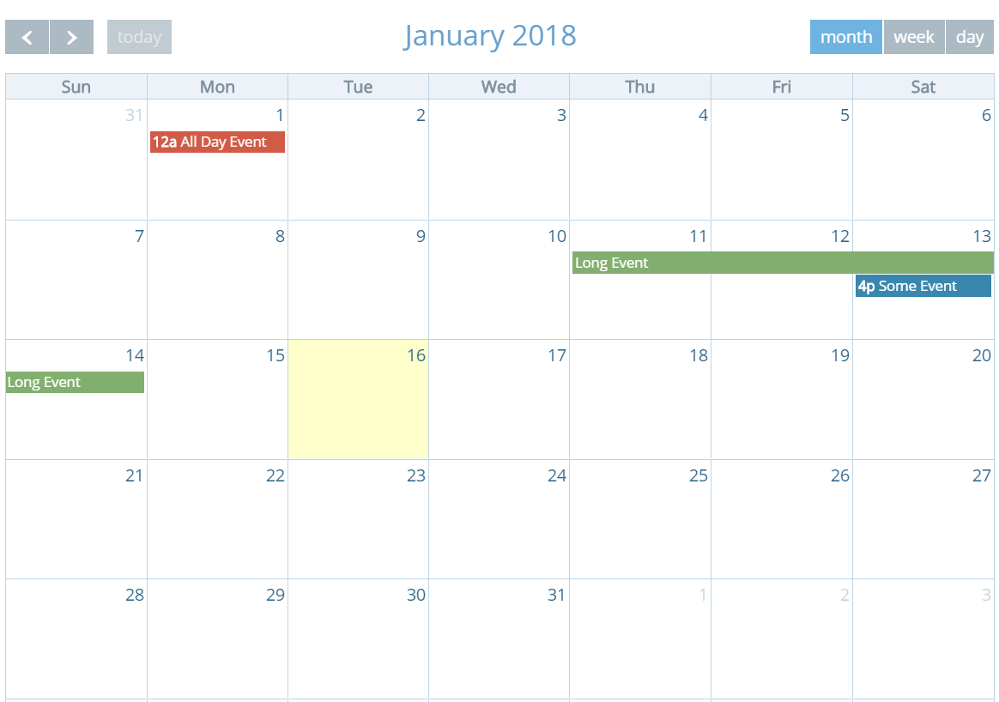 today January 2018 month week day
Sun Mon Tue Wed Thu Fri Sat
31 1 2 3 4 5 6
12a All Day Event
7 8 9 10 11 12 13
Long Event
4p Some Event
14 15 16 17 18 19 20
Long Event
21 22 23 24 25 26 27
28 29 30 31 1 2 3